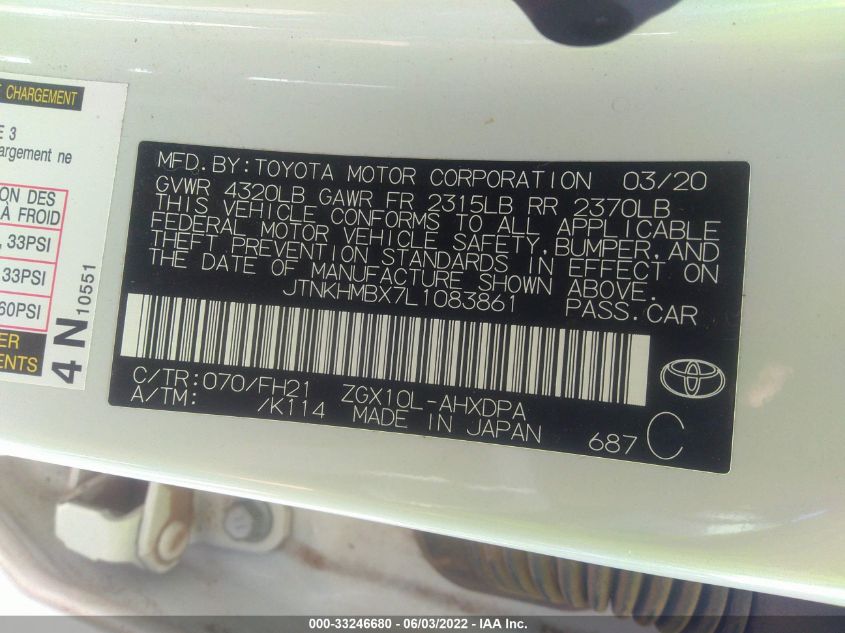 T CHARGEMENT
E 3
argement ne
ON DES
À FROID
, 33PSI
33PSI
60PSI
ER
ENTS
4 N 10551
MFD. BY: TOYOTA MOTOR CORPORATION 03/20
GVWR 4320LB GAWR FR 2315LB RR 2370LB
THIS VEHICLE CONFORMS TO ALL APPLICABLE
FEDERAL MOTOR VEHICLE SAFETY, BUMPER, AND
THEFT PREVENTION STANDARDS IN EFFECT ON
THE DATE OF MANUFACTURE SHOWN ABOVE.
JTNKHMBX7L1083861 PASS. CAR
C/TR: 070/FH21 ZGX10L-AHXDPA
A/TM: /K114 MADE IN JAPAN
687 C
000-33246680 - 06/03/2022 - IAA Inc.